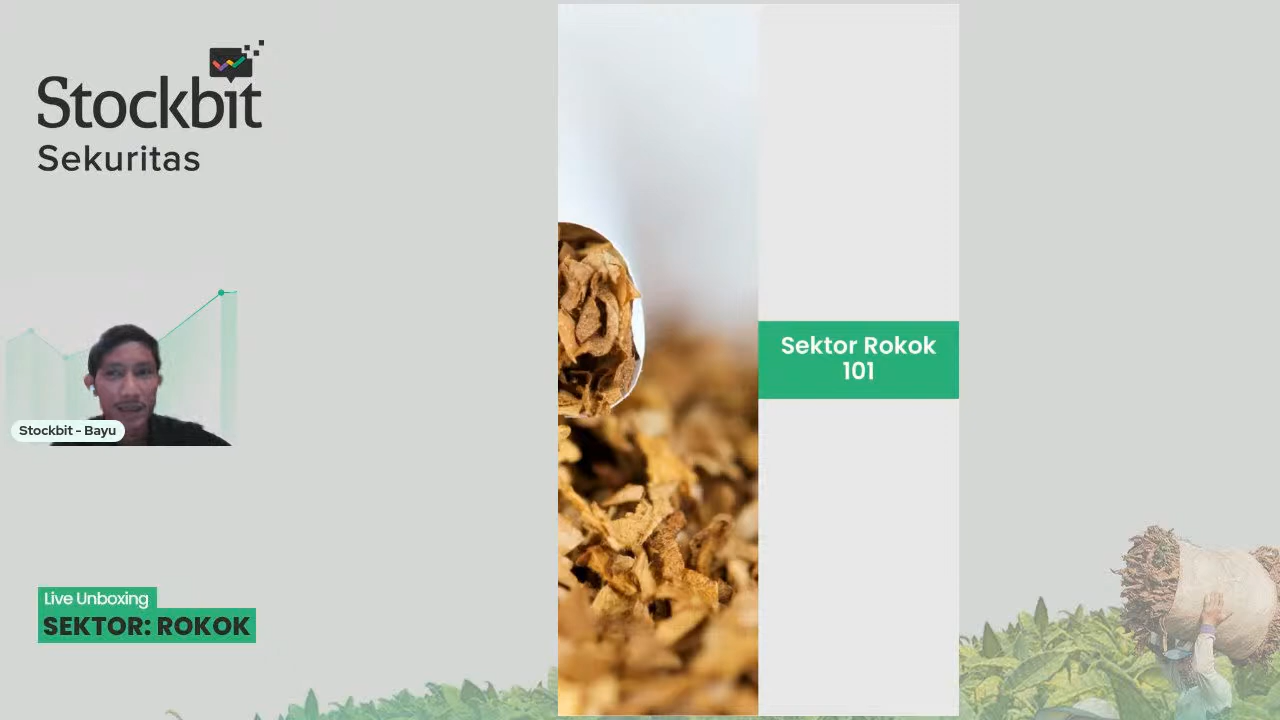 Stockbit
Sekuritas
Sektor Rokok
101
Stockbit - Bayu
Live Unboxing
SEKTOR: ROKOK